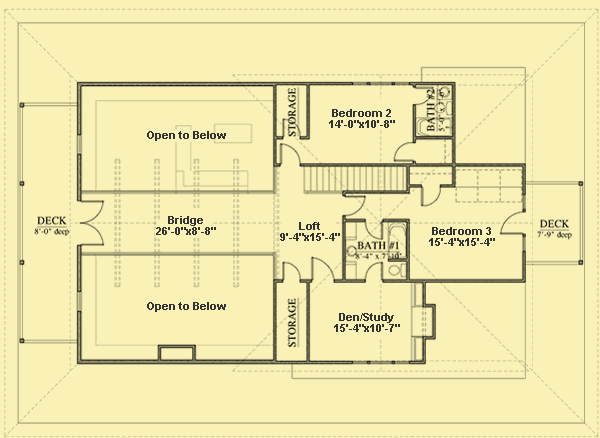 STORAGE
Bedroom 2
14'-0"x10'-8"
BATH #2
5'-0"x7'-6"
Open to Below
DECK
8'-0" deep
Bridge
26'-0"x8'-8"
Loft
9'-4"x15'-4"
BATH #1
8'-4" x 7'-10"
Bedroom 3
15'-4"x15'-4"
DECK
7'-9" deep
Open to Below
STORAGE
Den/Study
15'-4"x10'-7"